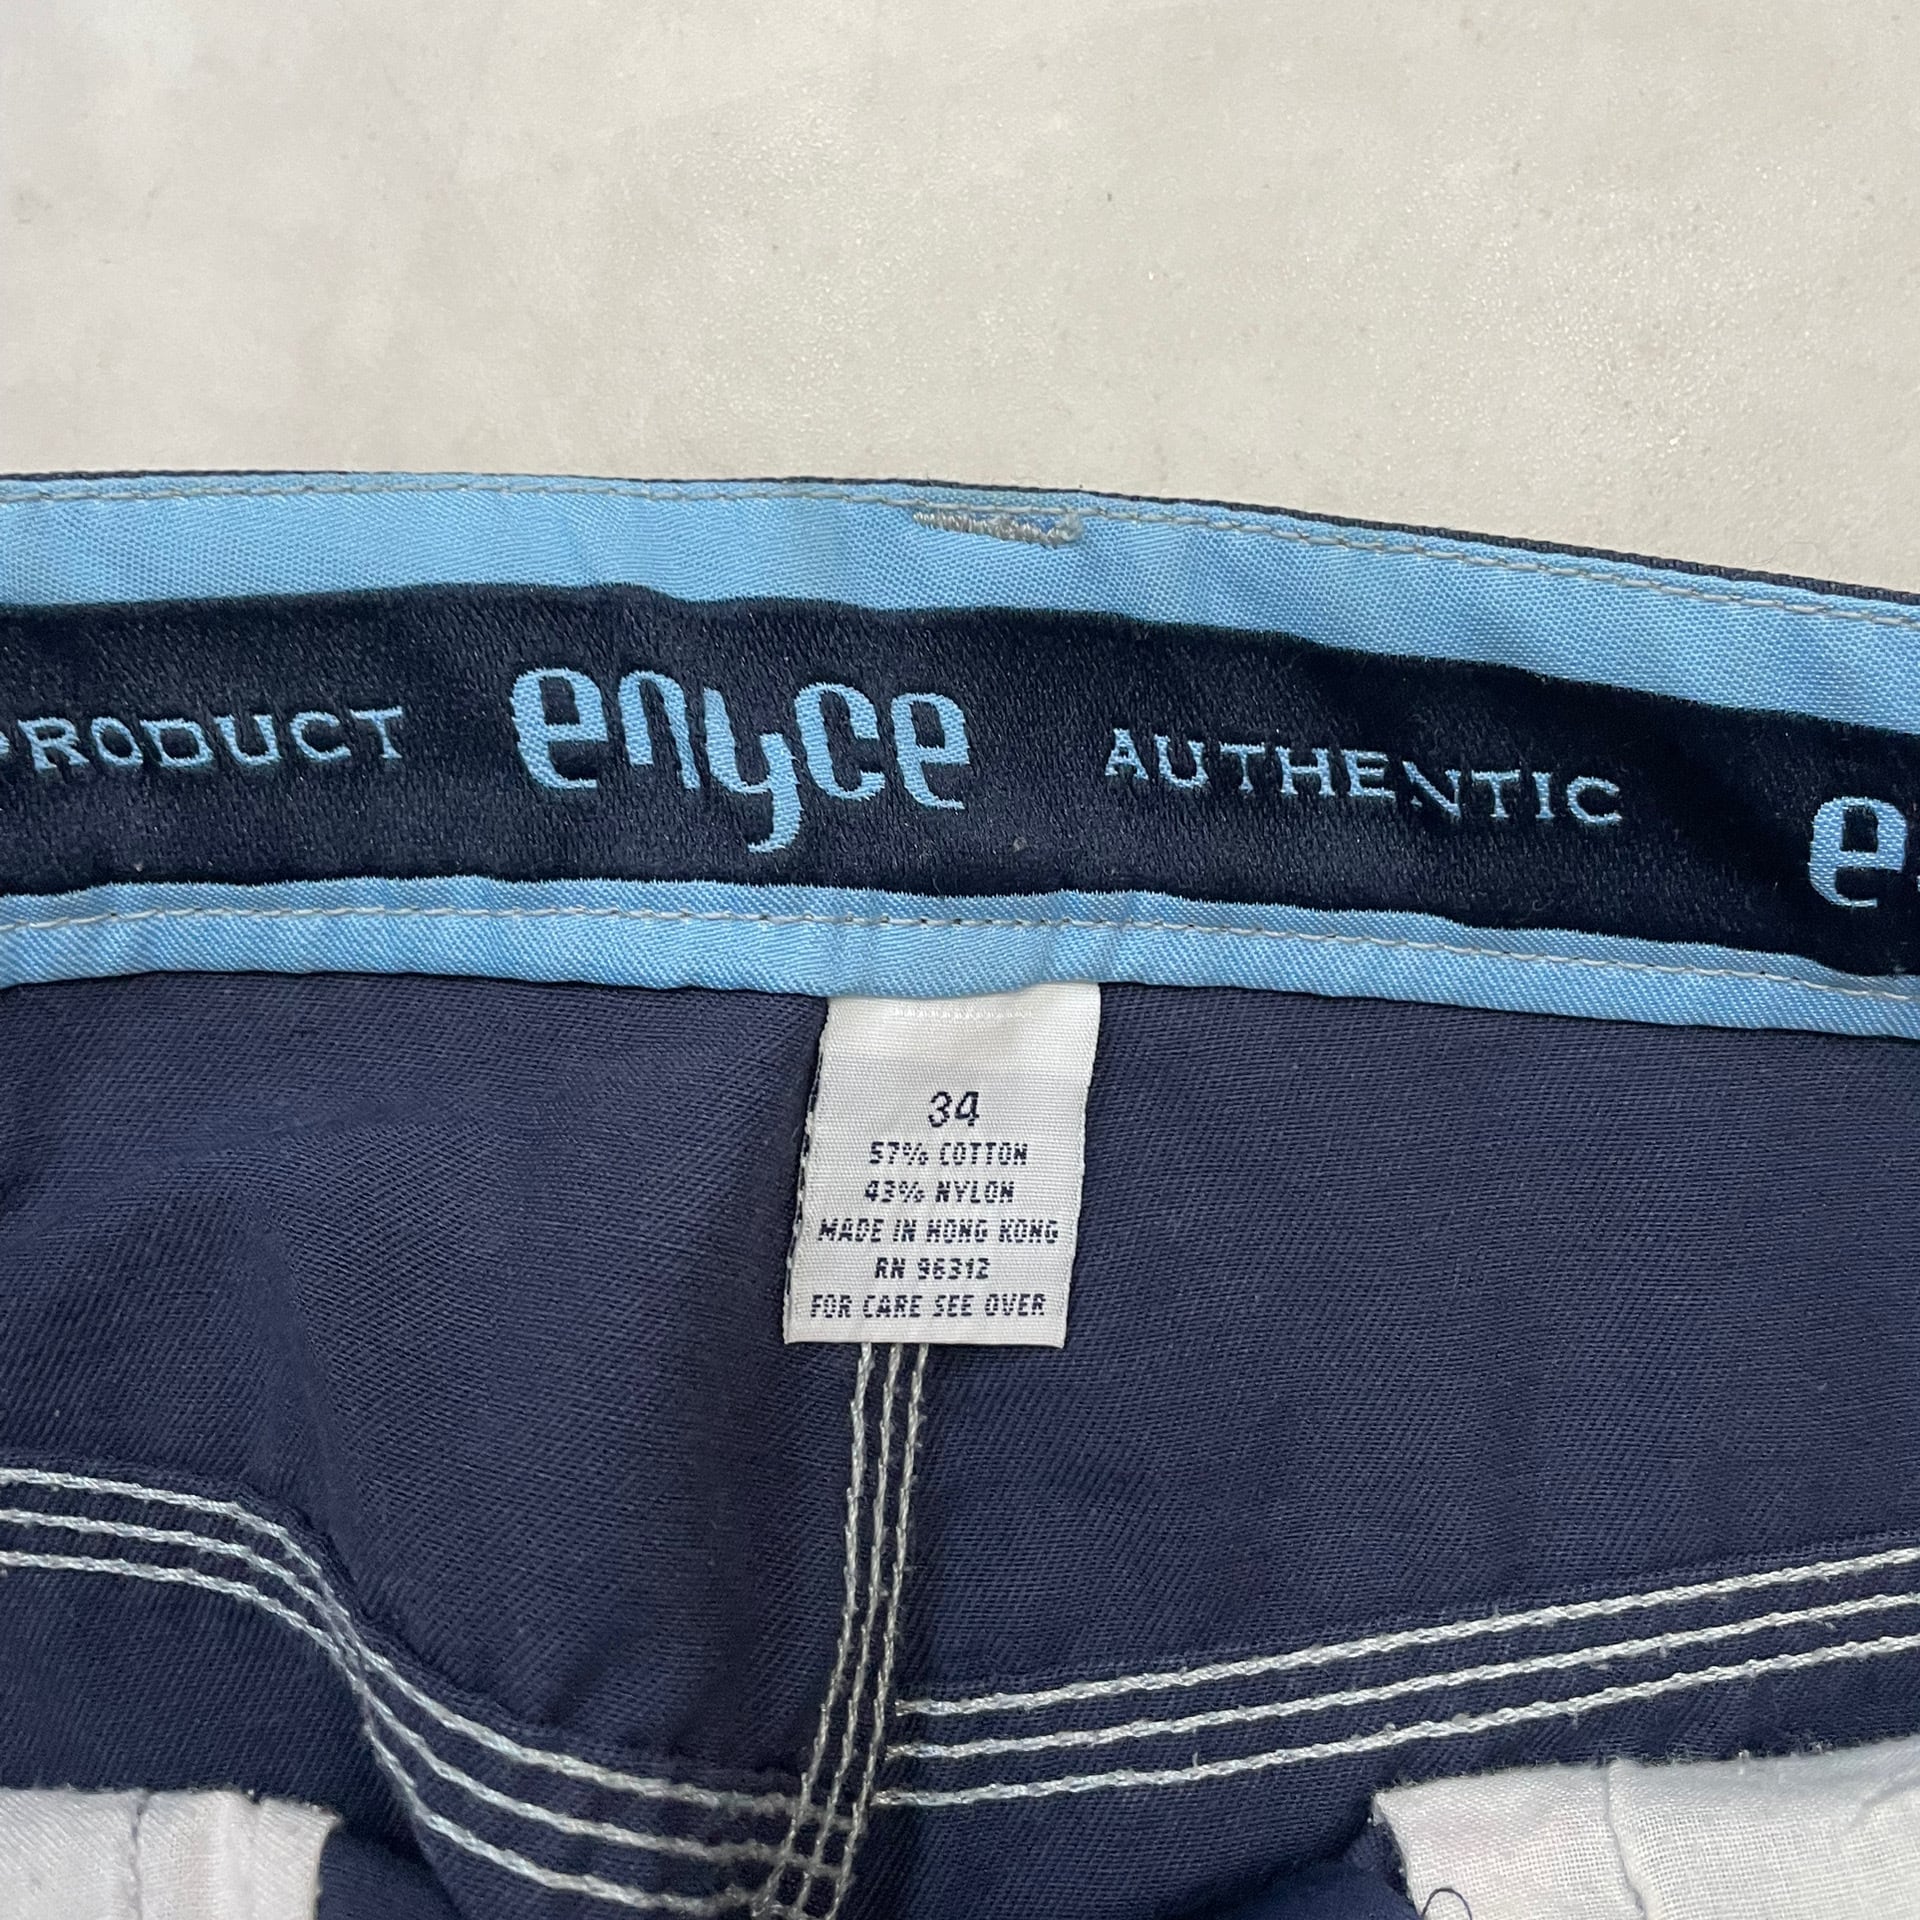 PRODUCT enyce AUTHENTIC e
34
57% COTTON
43% NYLON
MADE IN HONG KONG
RN 96312
FOR CARE SEE OVER